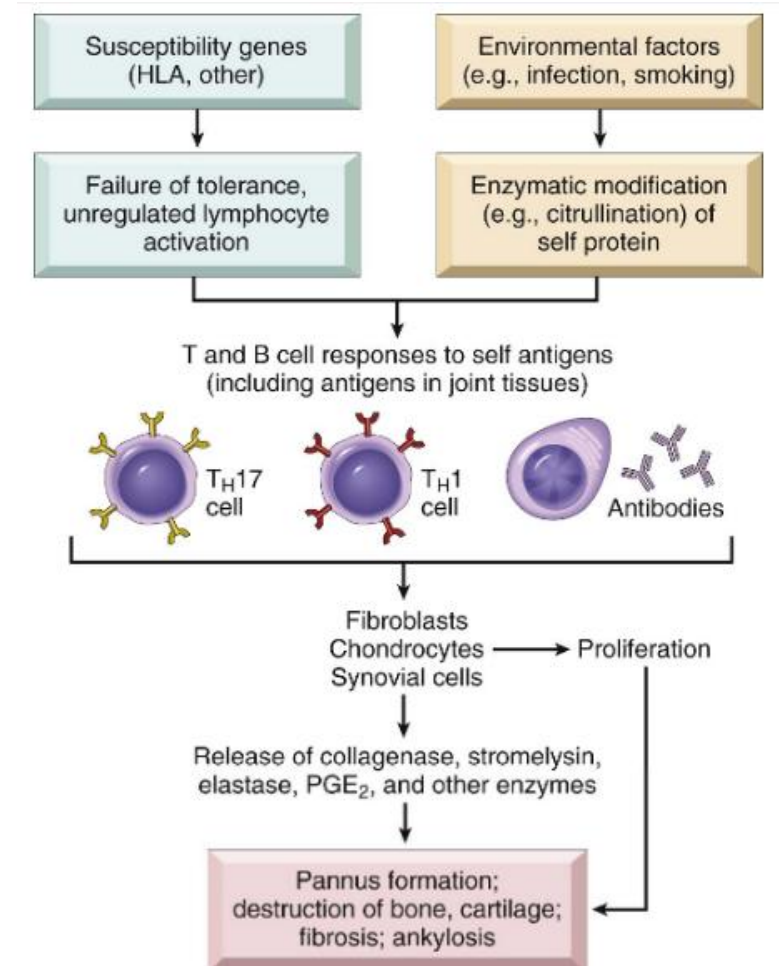 Susceptibility genes
(HLA, other)
Environmental factors
(e.g., infection, smoking)
Failure of tolerance,
unregulated lymphocyte
activation
Enzymatic modification
(e.g., citrullination) of
self protein
T and B cell responses to self antigens
(including antigens in joint tissues)
TH17
cell
TH1
cell
Antibodies
Fibroblasts
Chondrocytes
Synovial cells
Proliferation
Release of collagenase, stromelysin,
elastase, PGE2, and other enzymes
Pannus formation;
destruction of bone, cartilage;
fibrosis; ankylosis